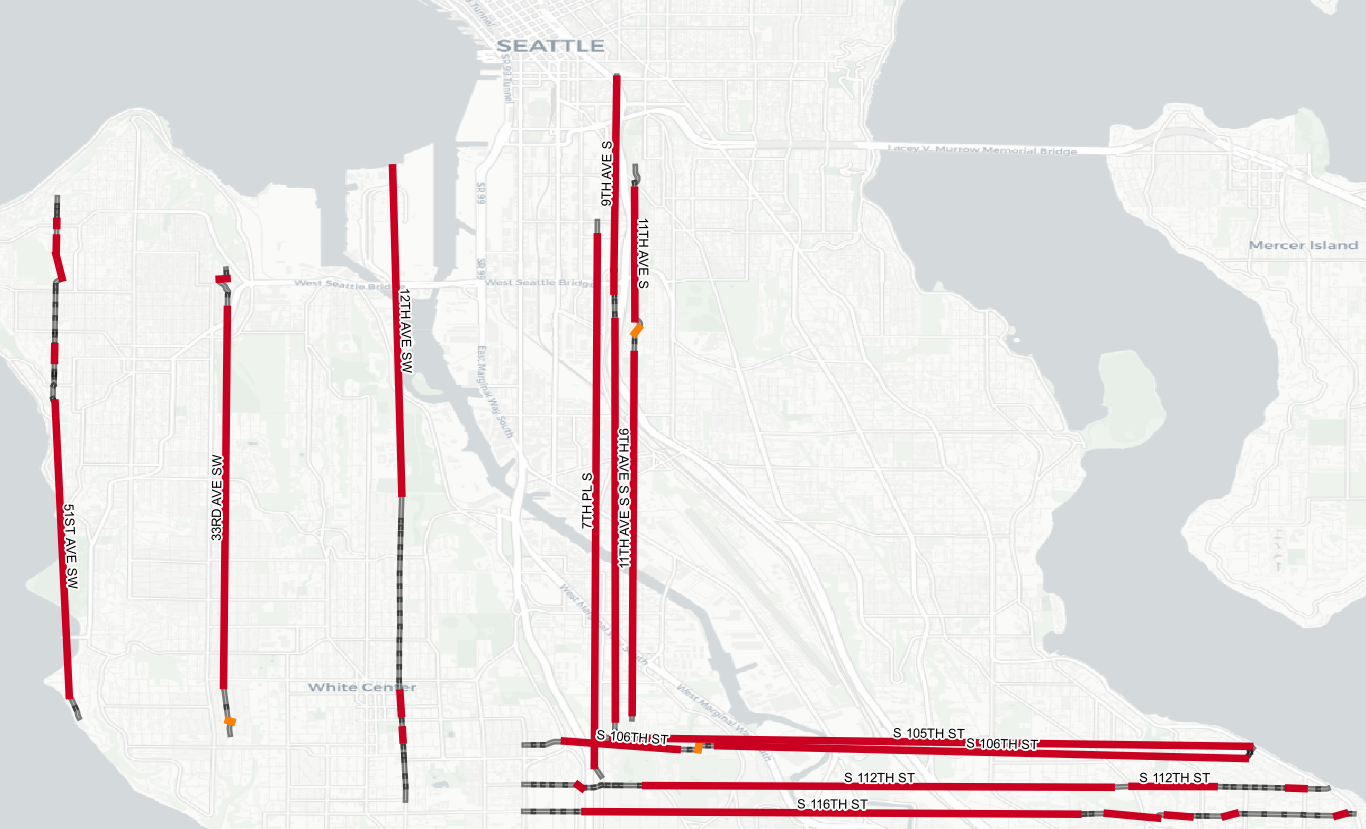 SEATTLE
SR 99 Tunnel
Lacey V. Murrow Memorial Bridge
9TH AVE S
SR 99
11TH AVE S
Mercer Island
SR 99
West Seattle Bridge
West Seattle Bridge
12TH AVE SW
East Marginal Way South
33RD AVE SW
7TH PL S
11TH AVE S
51ST AVE SW
West Marginal Way South
White Center
West Marginal Way South
S 106TH ST
S 105TH ST
S 106TH ST
S 112TH ST
S 112TH ST
S 116TH ST